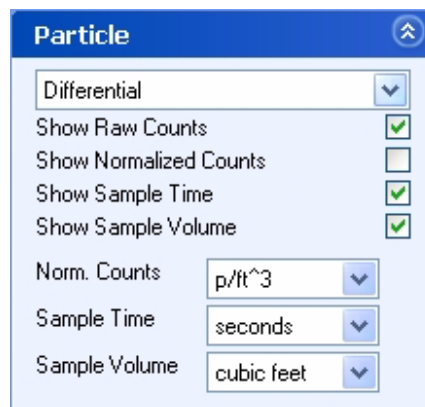 Particle
Differential
Show Raw Counts
Show Normalized Counts
Show Sample Time
Show Sample Volume
Norm. Counts p/ft^3
Sample Time seconds
Sample Volume cubic feet